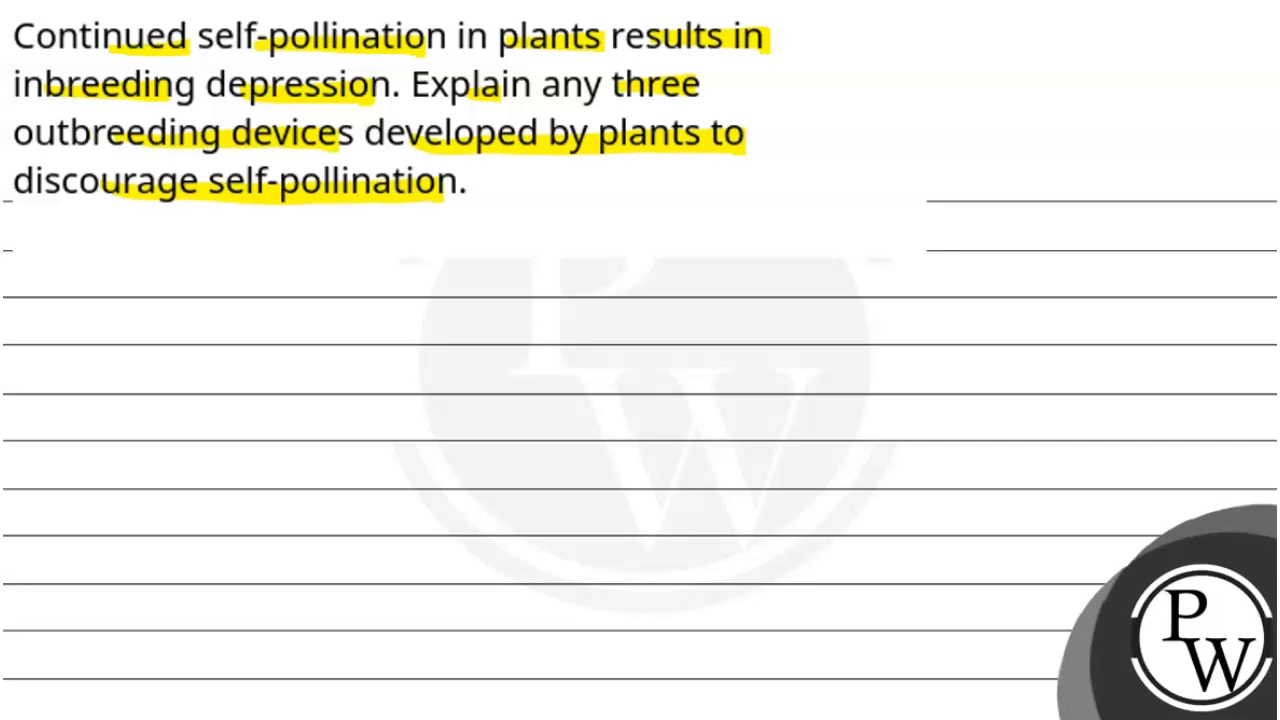 Continued self-pollination in plants results in
inbreeding depression. Explain any three
outbreeding devices developed by plants to
discourage self-pollination.
P
W
P
W